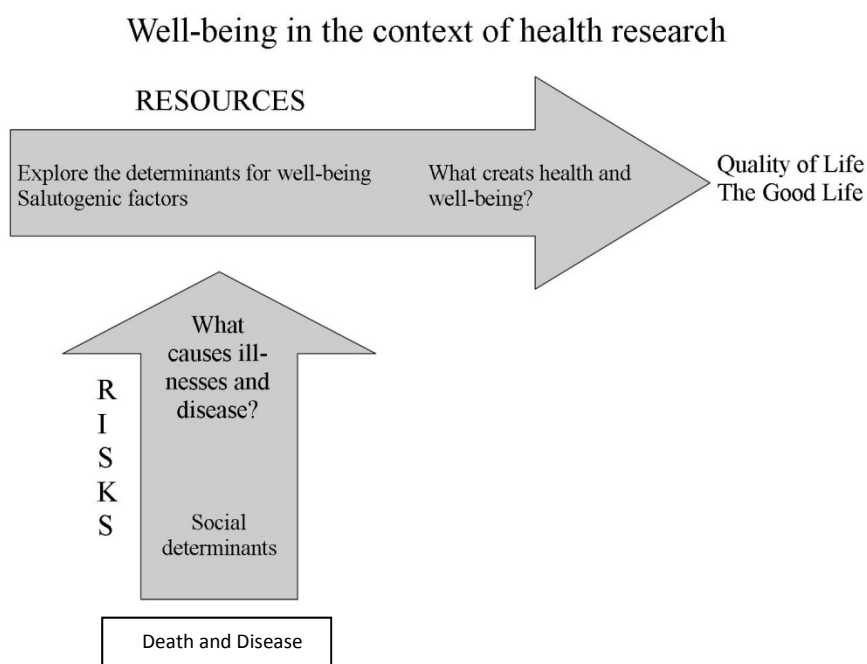 Well-being in the context of health research
RESOURCES
Explore the determinants for well-being
Salutogenic factors
What creats health and
well-being?
Quality of Life
The Good Life
What
causes ill-
nesses and
disease?
R
I
S
K
S
Social
determinants
Death and Disease